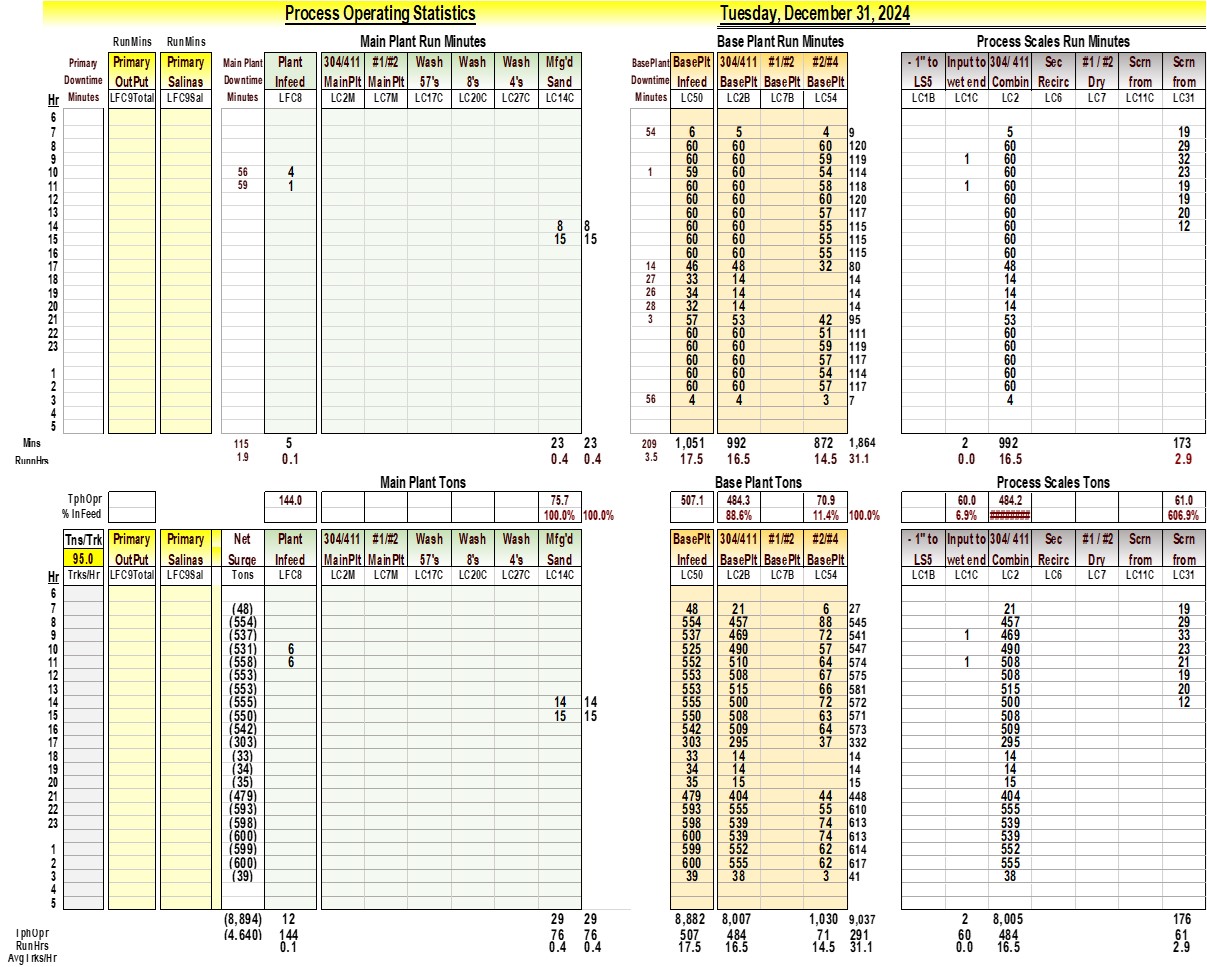 Process Operating Statistics Tuesday, December 31, 2024
RunMins RunMins Main Plant Run Minutes Base Plant Run Minutes Process Scales Run Minutes
Primary Primary Primary Main Plant Plant 304/411 #1/#2 Wash Wash Wash Mfg'd BasePlant BasePlt 304/411 #1/#2 #2/#4 - 1" to Input to 304/ 411 Sec #1 / #2 Scrn Scrn
Downtime OutPut Salinas Downtime Infeed MainPlt MainPlt 57's 8's 4's Sand Downtime Infeed BasePlt BasePlt BasePlt LS5 wet end Combin Recirc Dry from from
Hr Minutes LFC9Total LFC9Sal Minutes LFC8 LC2M LC7M LC17C LC20C LC27C LC14C Minutes LC50 LC2B LC7B LC54 LC1B LC1C LC2 LC6 LC7 LC11C LC31
6
7 54 6 5 4 9 5 19
8 60 60 60 120 60 29
9 60 60 59 119 1 60 32
10 56 4 1 59 60 54 114 60 23
11 59 1 60 60 58 118 1 60 19
12 60 60 60 120 60 19
13 60 60 57 117 60 20
14 8 8 60 60 55 115 60 12
15 15 15 60 60 55 115 60
16 60 60 55 115 60
17 14 46 48 32 80 48
18 27 33 14 14 14
19 26 34 14 14 14
20 28 32 14 14 14
21 3 57 53 42 95 53
22 60 60 51 111 60
23 60 60 59 119 60
60 60 57 117 60
1 60 60 54 114 60
2 60 60 57 117 60
3 56 4 4 3 7 4
4
5
Mins 115 5 23 23 209 1,051 992 872 1,864 2 992 173
RunnHrs 1.9 0.1 0.4 0.4 3.5 17.5 16.5 14.5 31.1 0.0 16.5 2.9
Main Plant Tons Base Plant Tons Process Scales Tons
TphOpr 144.0 75.7 507.1 484.3 70.9 60.0 484.2 61.0
% InFeed 100.0% 100.0% 88.6% 11.4% 100.0% 6.9% ######## 606.9%
Tns/Trk Primary Primary Net Plant 304/411 #1/#2 Wash Wash Wash Mfg'd BasePlt 304/411 #1/#2 #2/#4 - 1" to Input to 304/ 411 Sec #1 / #2 Scrn Scrn
95.0 OutPut Salinas Surge Infeed MainPlt MainPlt 57's 8's 4's Sand Infeed BasePlt BasePlt BasePlt LS5 wet end Combin Recirc Dry from from
Hr Trks/Hr LFC9Total LFC9Sal Tons LFC8 LC2M LC7M LC17C LC20C LC27C LC14C LC50 LC2B LC7B LC54 LC1B LC1C LC2 LC6 LC7 LC11C LC31
6
7 (48) 48 21 6 27 21 19
8 (554) 554 457 88 545 457 29
9 (537) 537 469 72 541 1 469 33
10 (531) 6 525 490 57 547 490 23
11 (558) 6 552 510 64 574 1 508 21
12 (553) 553 508 67 575 508 19
13 (553) 553 515 66 581 515 20
14 (555) 14 14 555 500 72 572 500 12
15 (550) 15 15 550 508 63 571 508
16 (542) 542 509 64 573 509
17 (303) 303 295 37 332 295
18 (33) 33 14 14 14
19 (34) 34 14 14 14
20 (35) 35 15 15 15
21 (479) 479 404 44 448 404
22 (593) 593 555 55 610 555
23 (598) 598 539 74 613 539
(600) 600 539 74 613 539
1 (599) 599 552 62 614 552
2 (600) 600 555 62 617 555
3 (39) 39 38 3 41 38
4
5
(8,894) 12 29 29 8,882 8,007 1,030 9,037 2 8,005 176
TphOpr (4,640) 144 76 76 507 484 71 291 60 484 61
RunHrs 0.1 0.4 0.4 17.5 16.5 14.5 31.1 0.0 16.5 2.9
AvgTrks/Hr